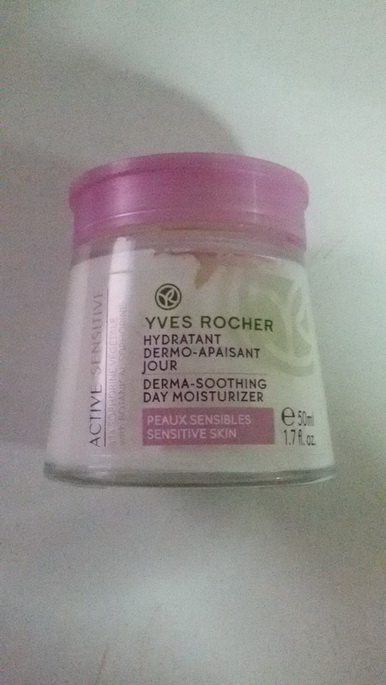 YVES ROCHER
HYDRATANT
DERMO-APAISANT
JOUR
DERMA-SOOTHING
DAY MOISTURIZER
PEAUX SENSIBLES
SENSITIVE SKIN
e 50ml
1.7 fl. oz.
ACTIVE SENSITIVE